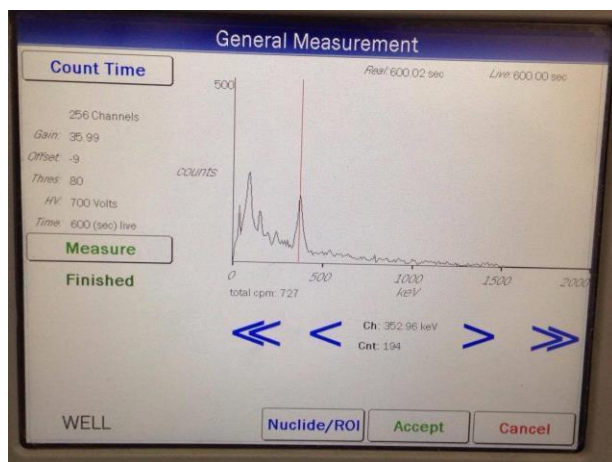 General Measurement
Count Time
Real: 600.02 sec
Live: 600.00 sec
500
256 Channels
Gain: 35.99
Offset: -9
Thres: 80
HV: 700 Volts
Time: 600 (sec) live
counts
Measure
Finished
0 500 1000 1500 2000
total cpm: 727
keV
Ch: 352.96 keV
Cnt: 194
WELL
Nuclide/ROI
Accept
Cancel